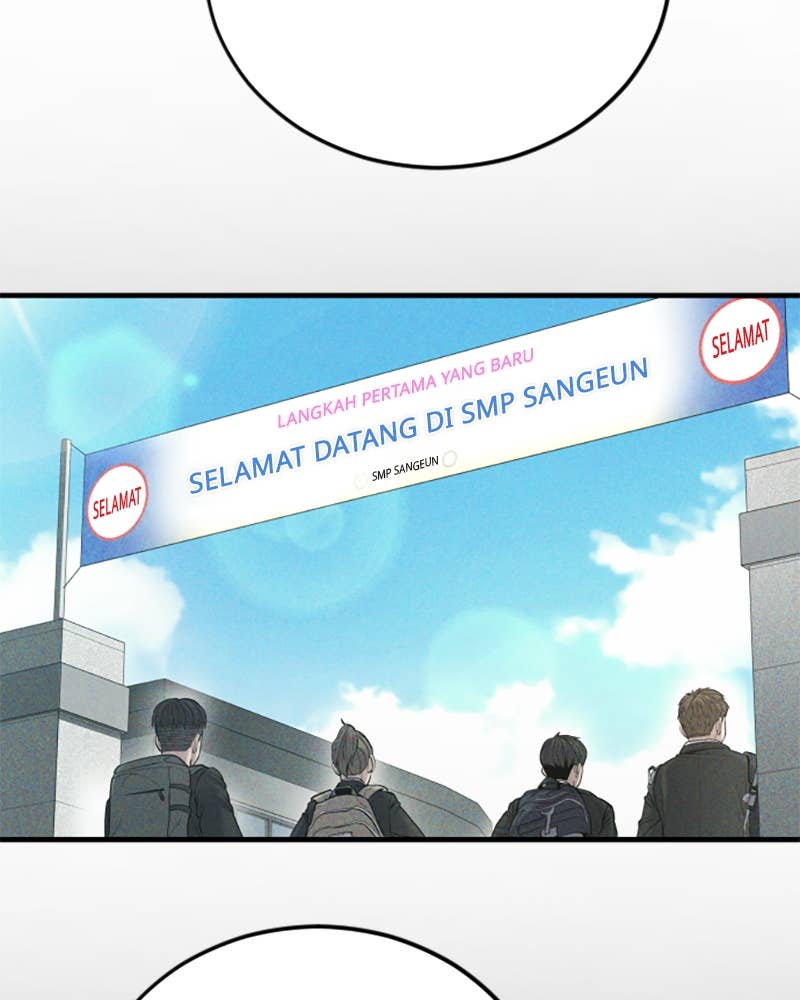 SELAMAT
LANGKAH PERTAMA YANG BARU
SELAMAT DATANG DI SMP SANGEUN
SMP SANGEUN
SELAMAT